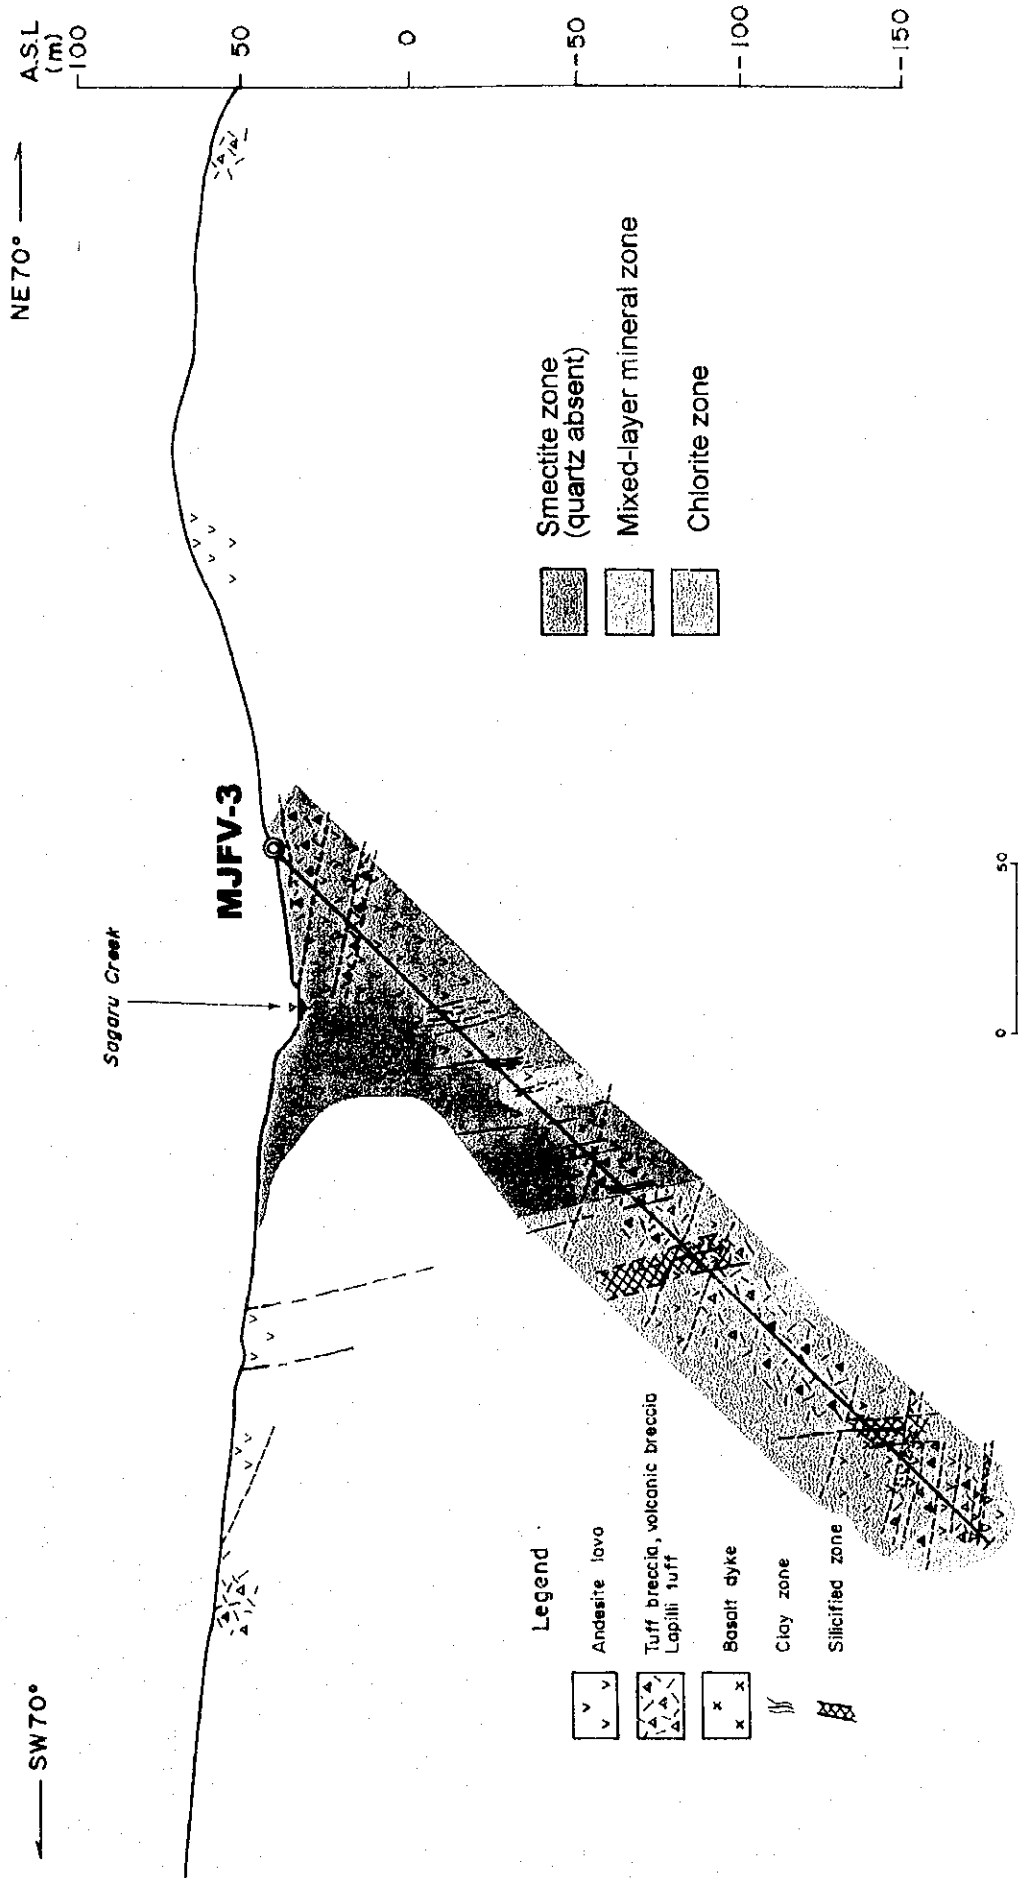 SW70°
NE70°
A.S.L
(m)
100
50
0
-50
-100
-150
Sagaru Creek
MJFV-3
Legend
Andesite lava
Tuff breccia, volcanic breccia
Lapilli tuff
Basalt dyke
Clay zone
Silicified zone
Smectite zone
(quartz absent)
Mixed-layer mineral zone
Chlorite zone
0
50